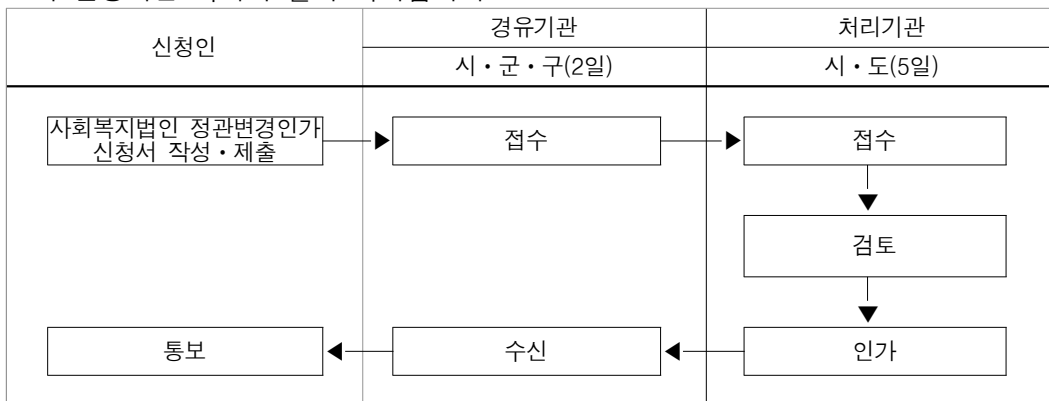 신청인
경유기관
처리기관
시・군・구(2일)
시・도(5일)
사회복지법인 정관변경인가
신청서 작성・제출
접수
접수
검토
통보
수신
인가